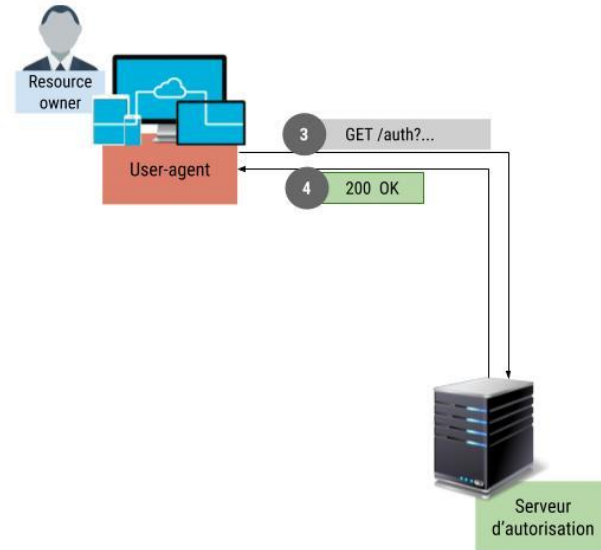 Resource
owner
User-agent
3 GET /auth?...
4 200 OK
Serveur
d'autorisation